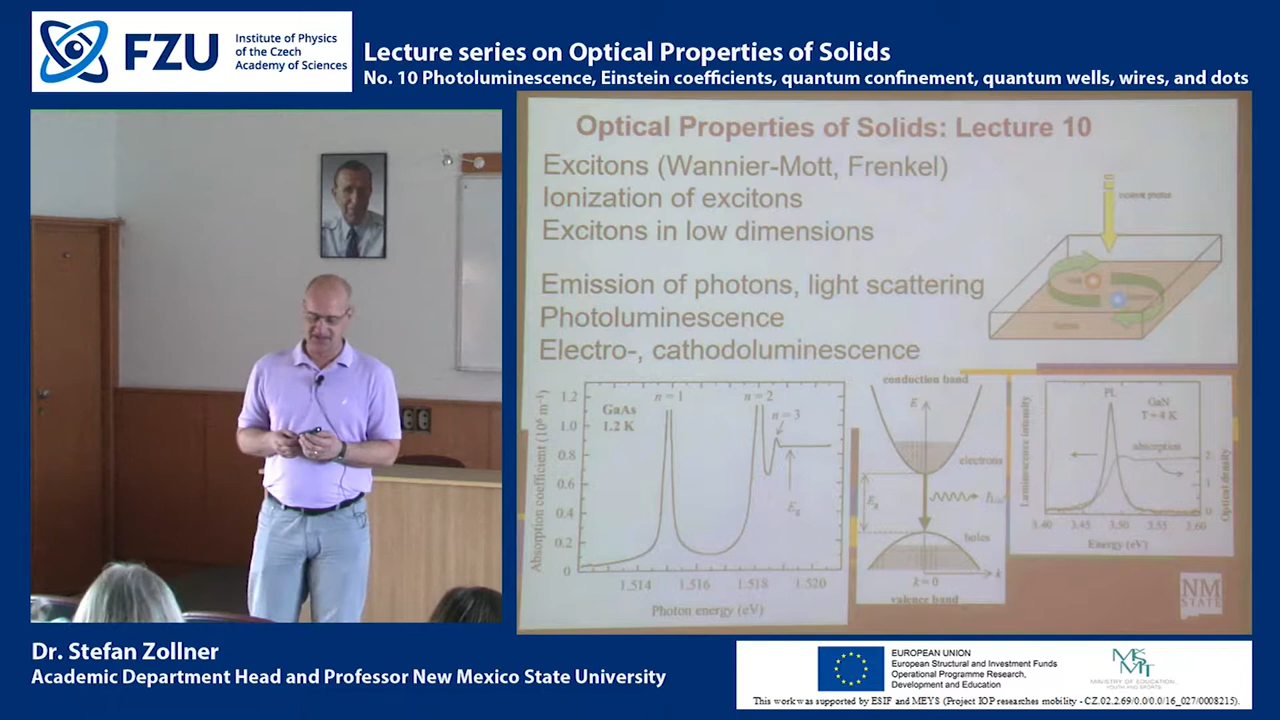 FZU
Institute of Physics
of the Czech
Academy of Sciences
Lecture series on Optical Properties of Solids
No. 10 Photoluminescence, Einstein coefficients, quantum confinement, quantum wells, wires, and dots
Optical Properties of Solids: Lecture 10
Excitons (Wannier-Mott, Frenkel)
Ionization of excitons
Excitons in low dimensions
Emission of photons, light scattering
Photoluminescence
Electro-, cathodoluminescence
Absorption coefficient (10⁶ m⁻¹)
1.2
1.0
0.8
0.6
0.4
0.2
0
GaAs
1.2 K
n = 1
n = 2
n = 3
Eg
1.514
1.516
1.518
1.520
Photon energy (eV)
conduction band
E
electrons
Eg
holes
k = 0
k
valence band
Luminescence intensity
PL
GaN
T = 4 K
absorption
2
1
0
Optical density
3.40
3.45
3.50
3.55
3.60
Energy (eV)
NM
STATE
Dr. Stefan Zollner
Academic Department Head and Professor New Mexico State University
EUROPEAN UNION
European Structural and Investment Funds
Operational Programme Research,
Development and Education
MINISTRY OF EDUCATION,
YOUTH AND SPORTS
This work was supported by ESIF and MEYS (Project IOP researches mobility - CZ.02.2.69/0.0/0.0/16_027/0008215).